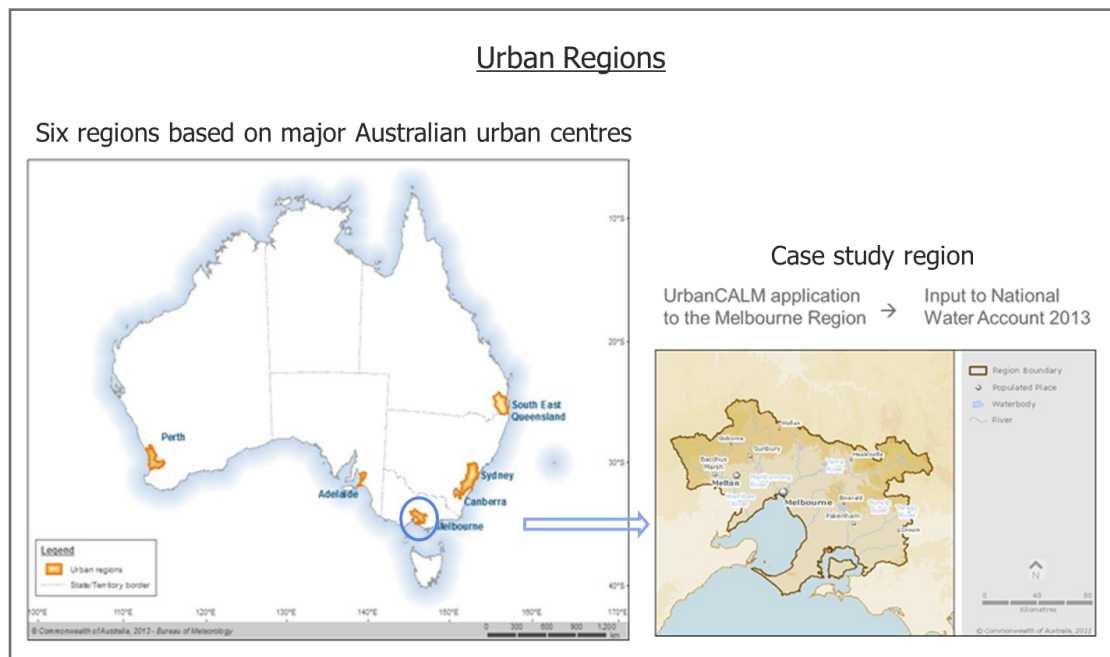 Urban Regions
Six regions based on major Australian urban centres
10°S
20°S
30°S
40°S
South East
Queensland
Perth
Sydney
Adelaide
Canberra
Melbourne
Legend
Urban regions
State/Territory border
100°E
110°E
120°E
130°E
140°E
150°E
160°E
170°E
© Commonwealth of Australia, 2013 - Bureau of Meteorology
0 300 600 900 1,200
km
Case study region
UrbanCALM application
to the Melbourne Region
→
Input to National
Water Account 2013
Sunbury
Healesville
Bacchus
Marsh
Melton
Melbourne
Emerald
Pakenham
Region Boundary
Populated Place
Waterbody
River
N
0 40 80
Kilometres
© Commonwealth of Australia, 2011